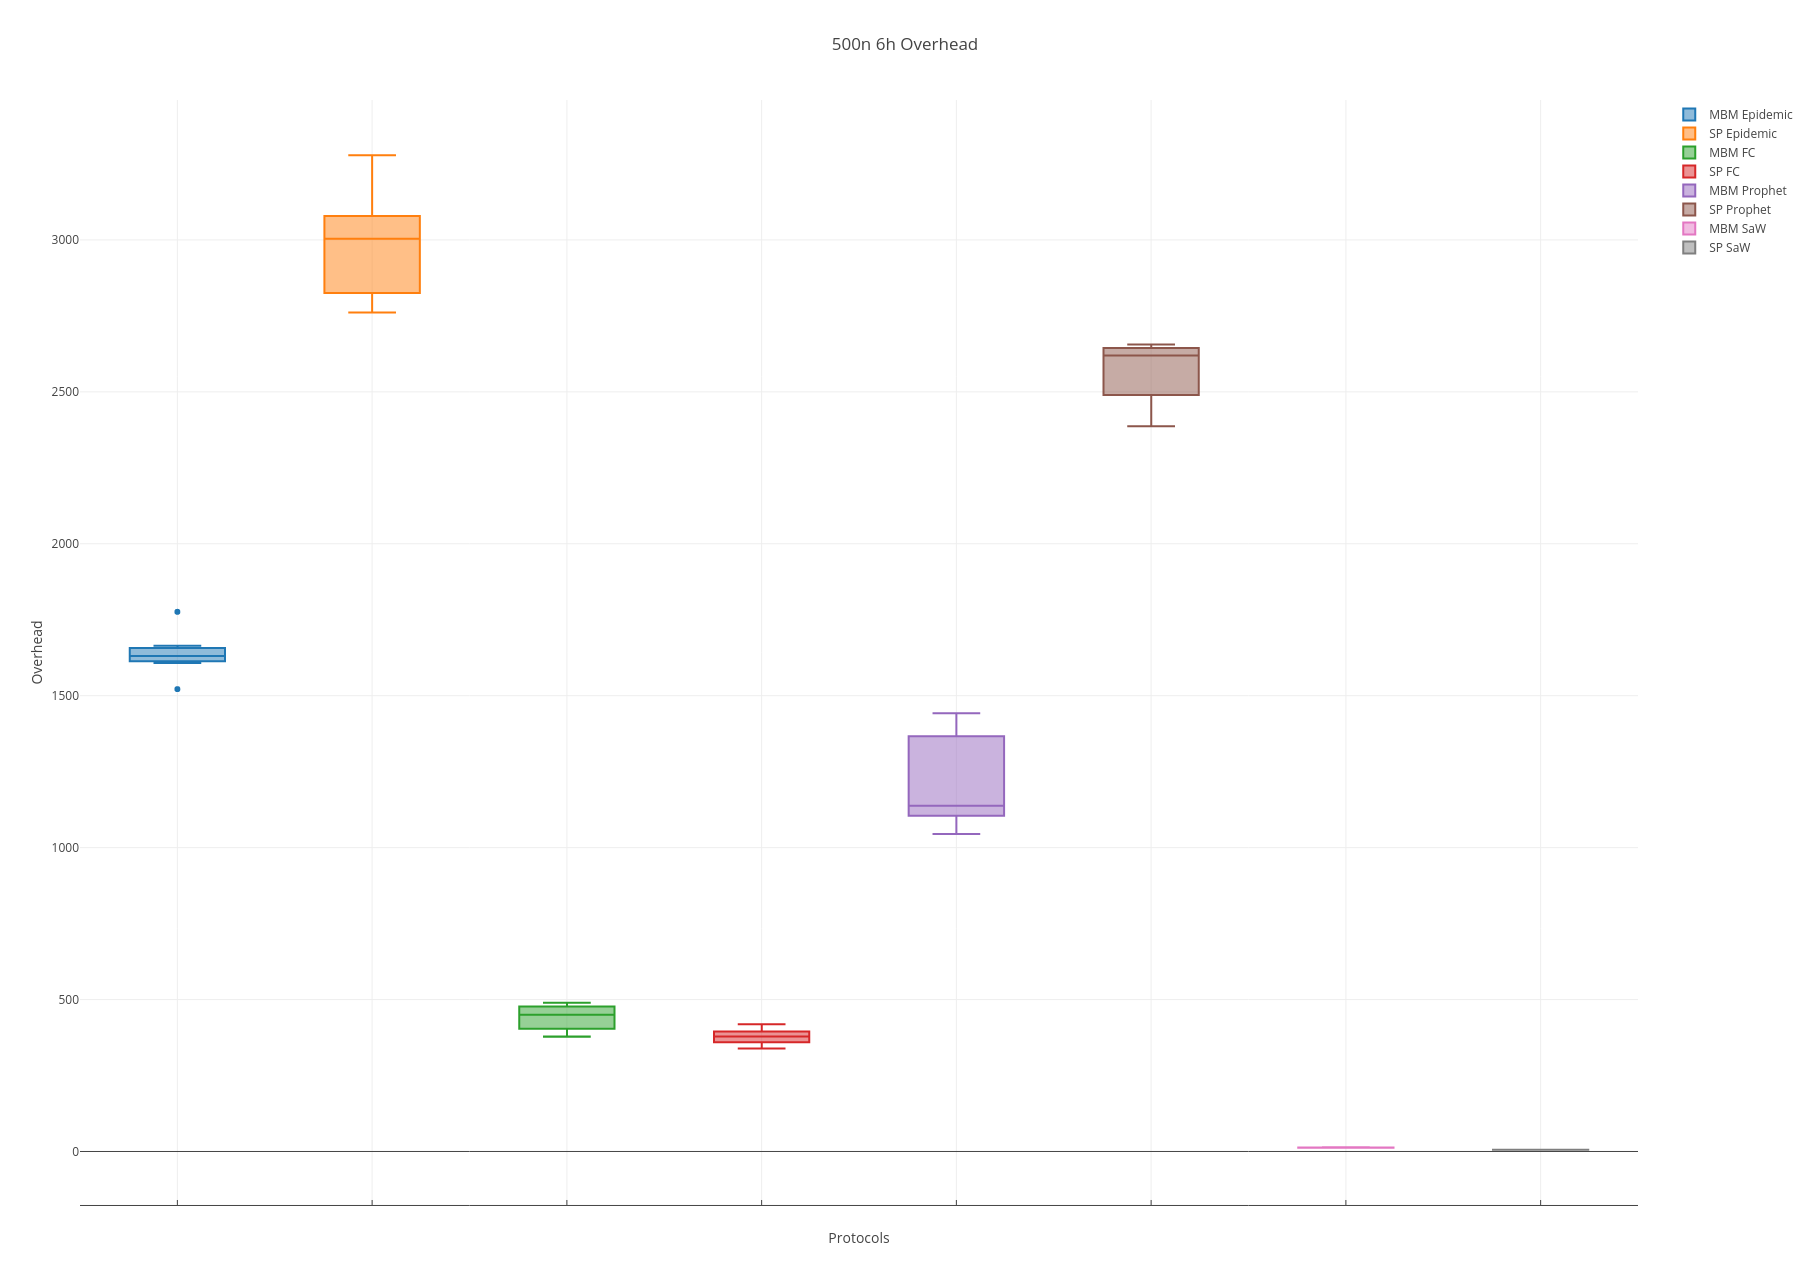 500n 6h Overhead
MBM Epidemic
SP Epidemic
MBM FC
SP FC
MBM Prophet
SP Prophet
MBM SaW
SP SaW
3000
2500
2000
1500
1000
500
0
Overhead
Protocols